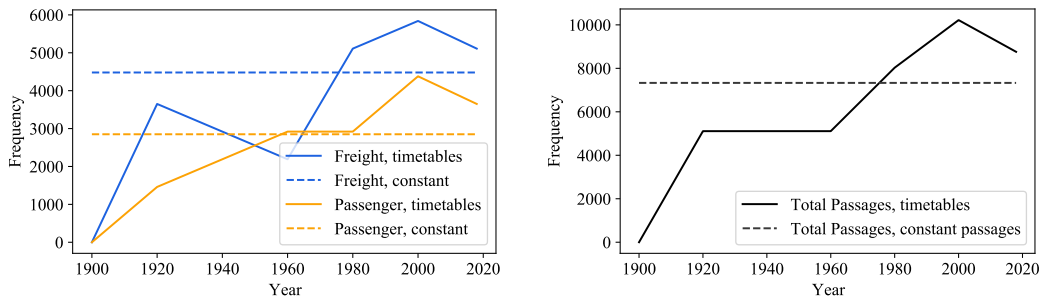 6000
5000
4000
3000
2000
1000
0
Frequency
1900 1920 1940 1960 1980 2000 2020
Year
Freight, timetables
Freight, constant
Passenger, timetables
Passenger, constant
10000
8000
6000
4000
2000
0
Frequency
1900 1920 1940 1960 1980 2000 2020
Year
Total Passages, timetables
Total Passages, constant passages